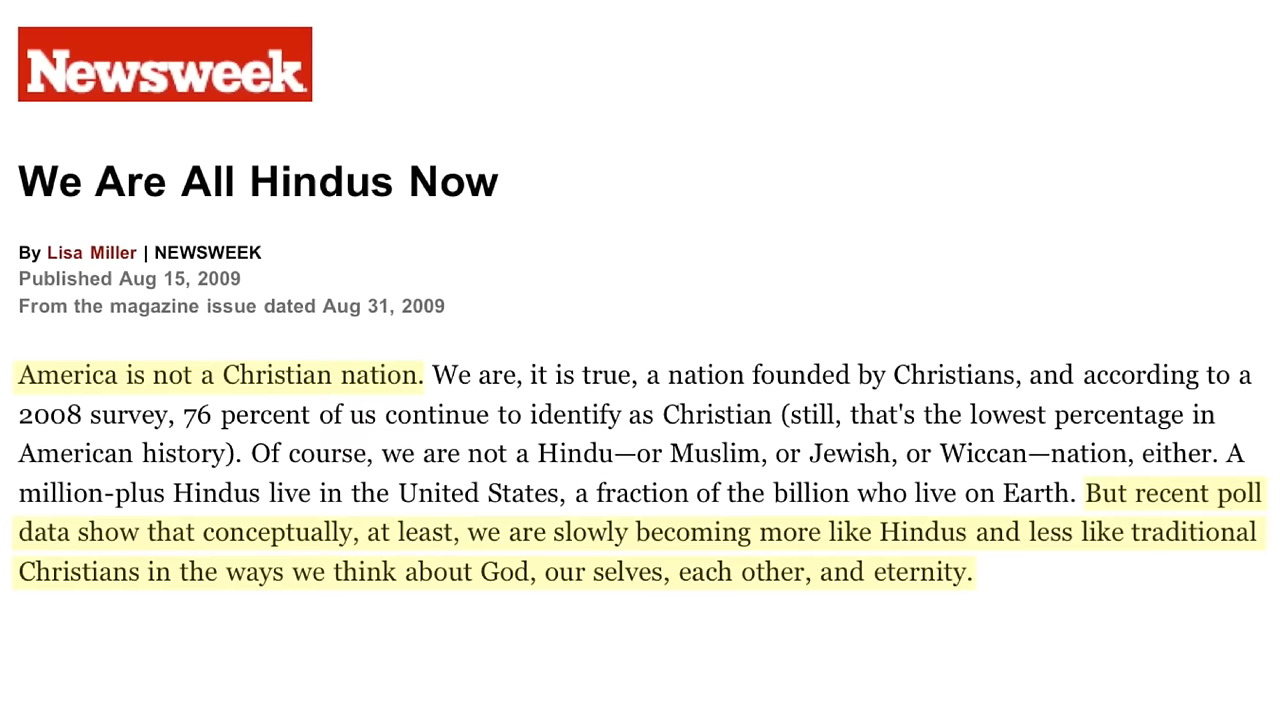 Newsweek
We Are All Hindus Now
By Lisa Miller | NEWSWEEK
Published Aug 15, 2009
From the magazine issue dated Aug 31, 2009
America is not a Christian nation. We are, it is true, a nation founded by Christians, and according to a
2008 survey, 76 percent of us continue to identify as Christian (still, that's the lowest percentage in
American history). Of course, we are not a Hindu—or Muslim, or Jewish, or Wiccan—nation, either. A
million-plus Hindus live in the United States, a fraction of the billion who live on Earth. But recent poll
data show that conceptually, at least, we are slowly becoming more like Hindus and less like traditional
Christians in the ways we think about God, our selves, each other, and eternity.